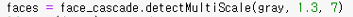 faces = face_cascade.detectMultiScale(gray, 1.3, 7)